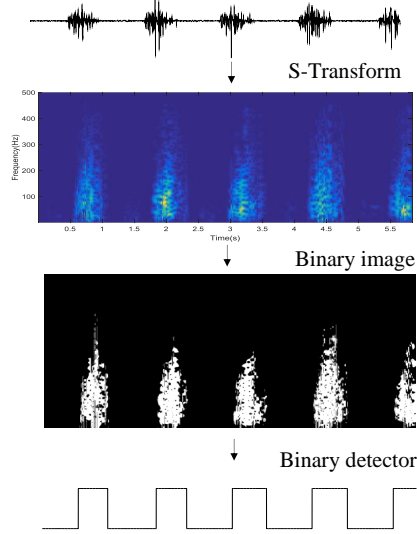 S-Transform
500
400
300
200
100
Frequency(Hz)
0.5 1 1.5 2 2.5 3 3.5 4 4.5 5 5.5
Time(s)
Binary image
Binary detector